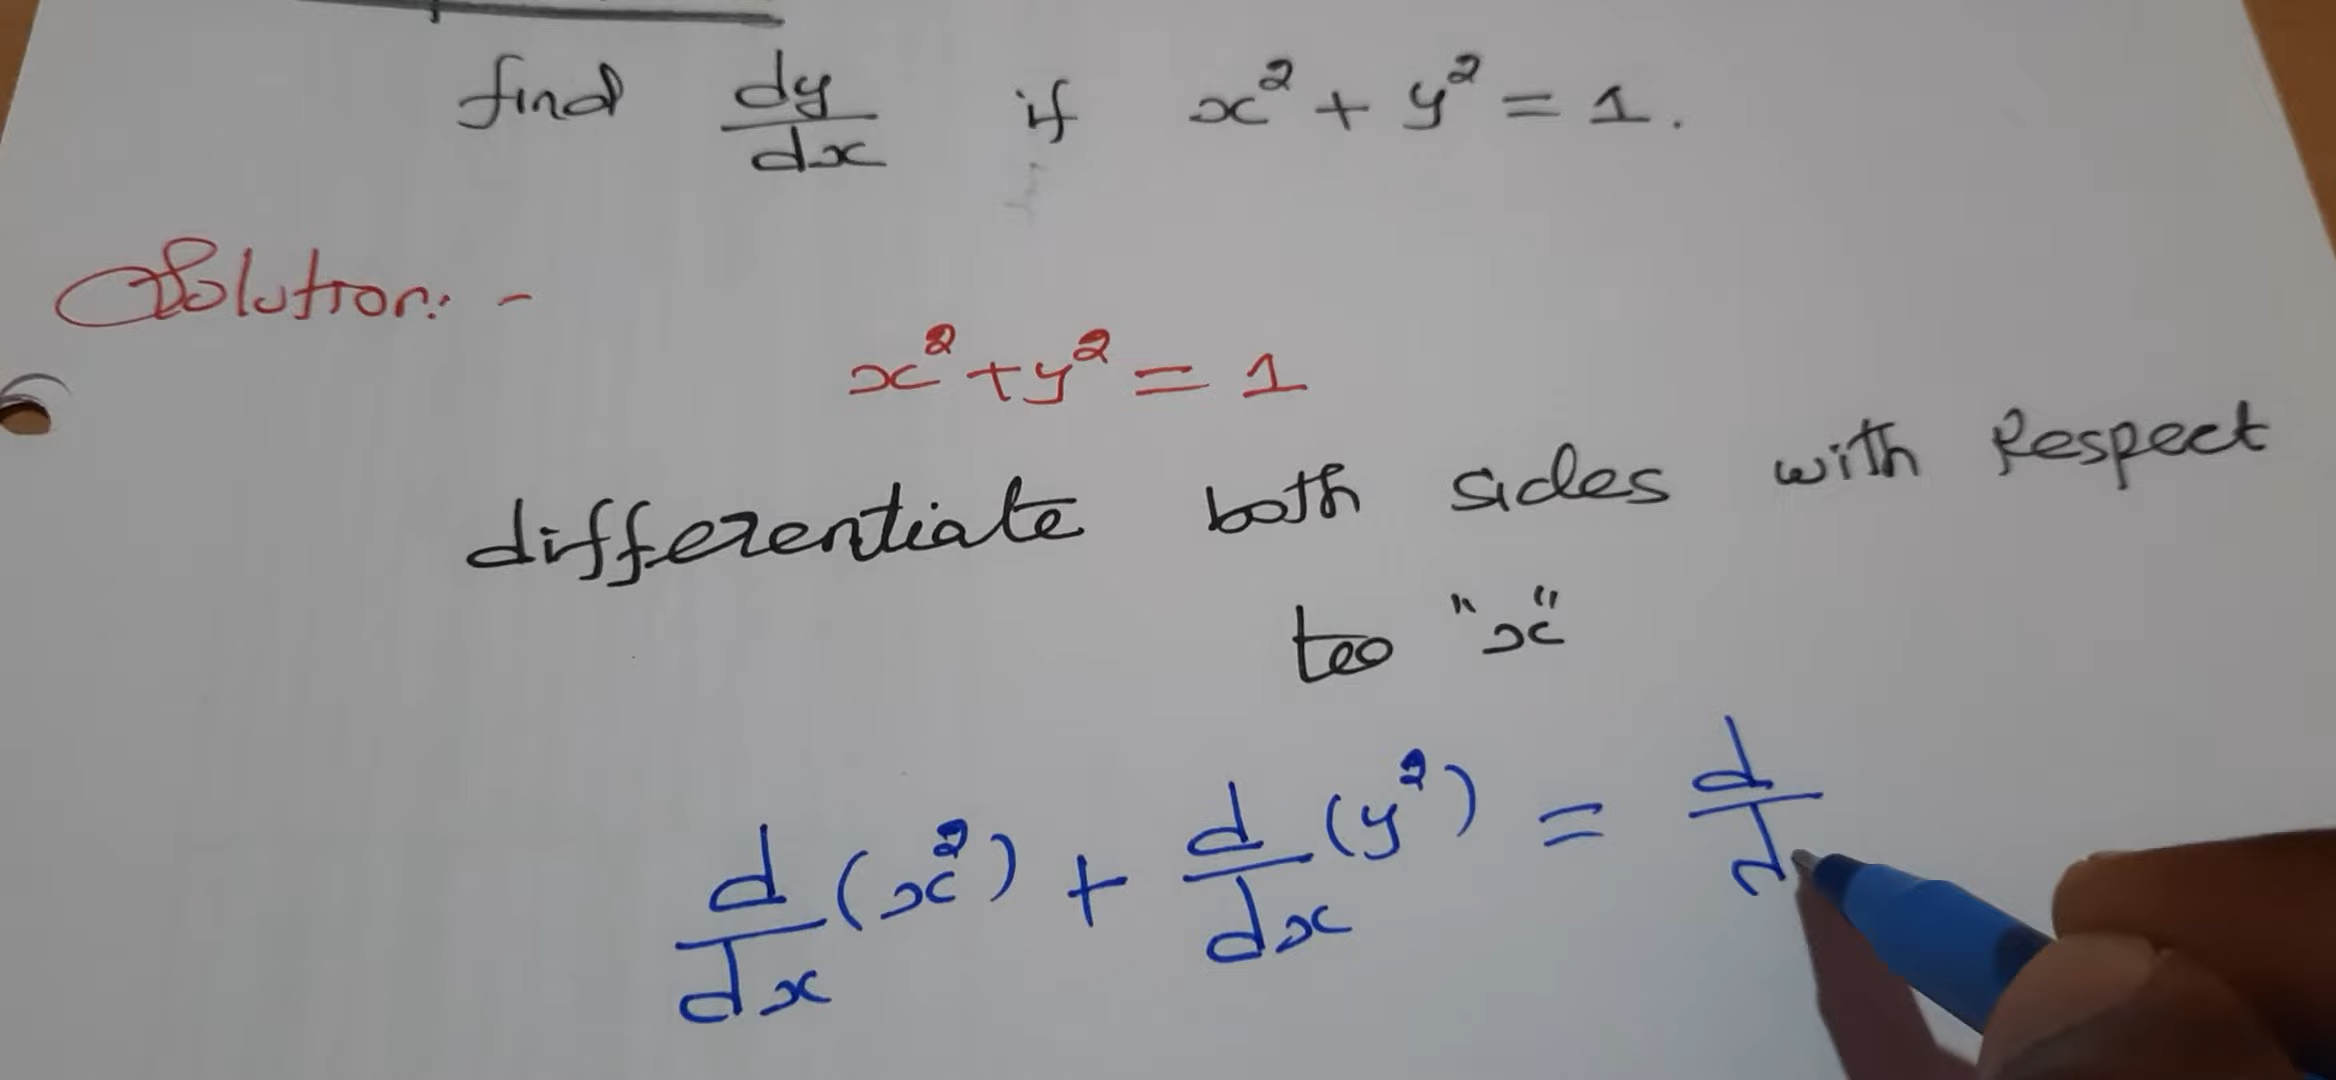 find dy/dx if x² + y² = 1.
Solution:-
x² + y² = 1
differentiate both sides with Respect
too "x"
d/dx (x²) + d/dx (y²) = d/d